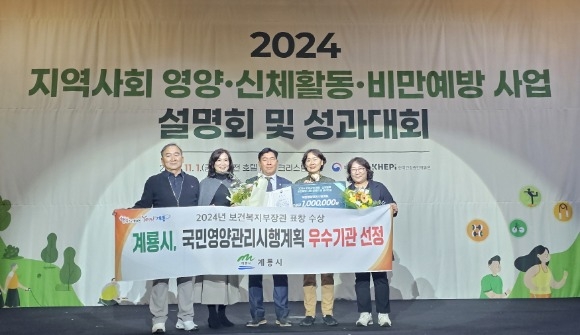 2024
지역사회 영양·신체활동·비만예방 사업
설명회 및 성과대회
11. 1.(
KHEPI
1,000,000
2024년 보건복지부장관 표창 수상
계룡시, 국민영양관리시행계획 우수기관 선정
계룡시